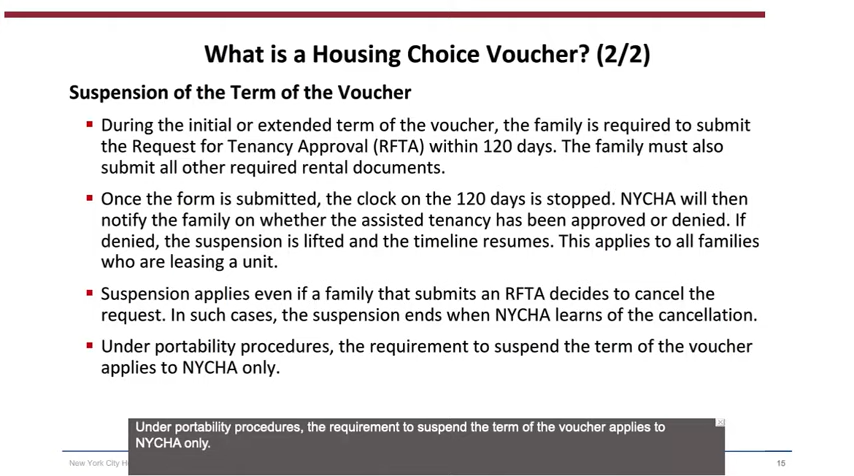 What is a Housing Choice Voucher? (2/2)
Suspension of the Term of the Voucher
▪ During the initial or extended term of the voucher, the family is required to submit
the Request for Tenancy Approval (RFTA) within 120 days. The family must also
submit all other required rental documents.
▪ Once the form is submitted, the clock on the 120 days is stopped. NYCHA will then
notify the family on whether the assisted tenancy has been approved or denied. If
denied, the suspension is lifted and the timeline resumes. This applies to all families
who are leasing a unit.
▪ Suspension applies even if a family that submits an RFTA decides to cancel the
request. In such cases, the suspension ends when NYCHA learns of the cancellation.
▪ Under portability procedures, the requirement to suspend the term of the voucher
applies to NYCHA only.
Under portability procedures, the requirement to suspend the term of the voucher applies to
NYCHA only.
New York City H
15